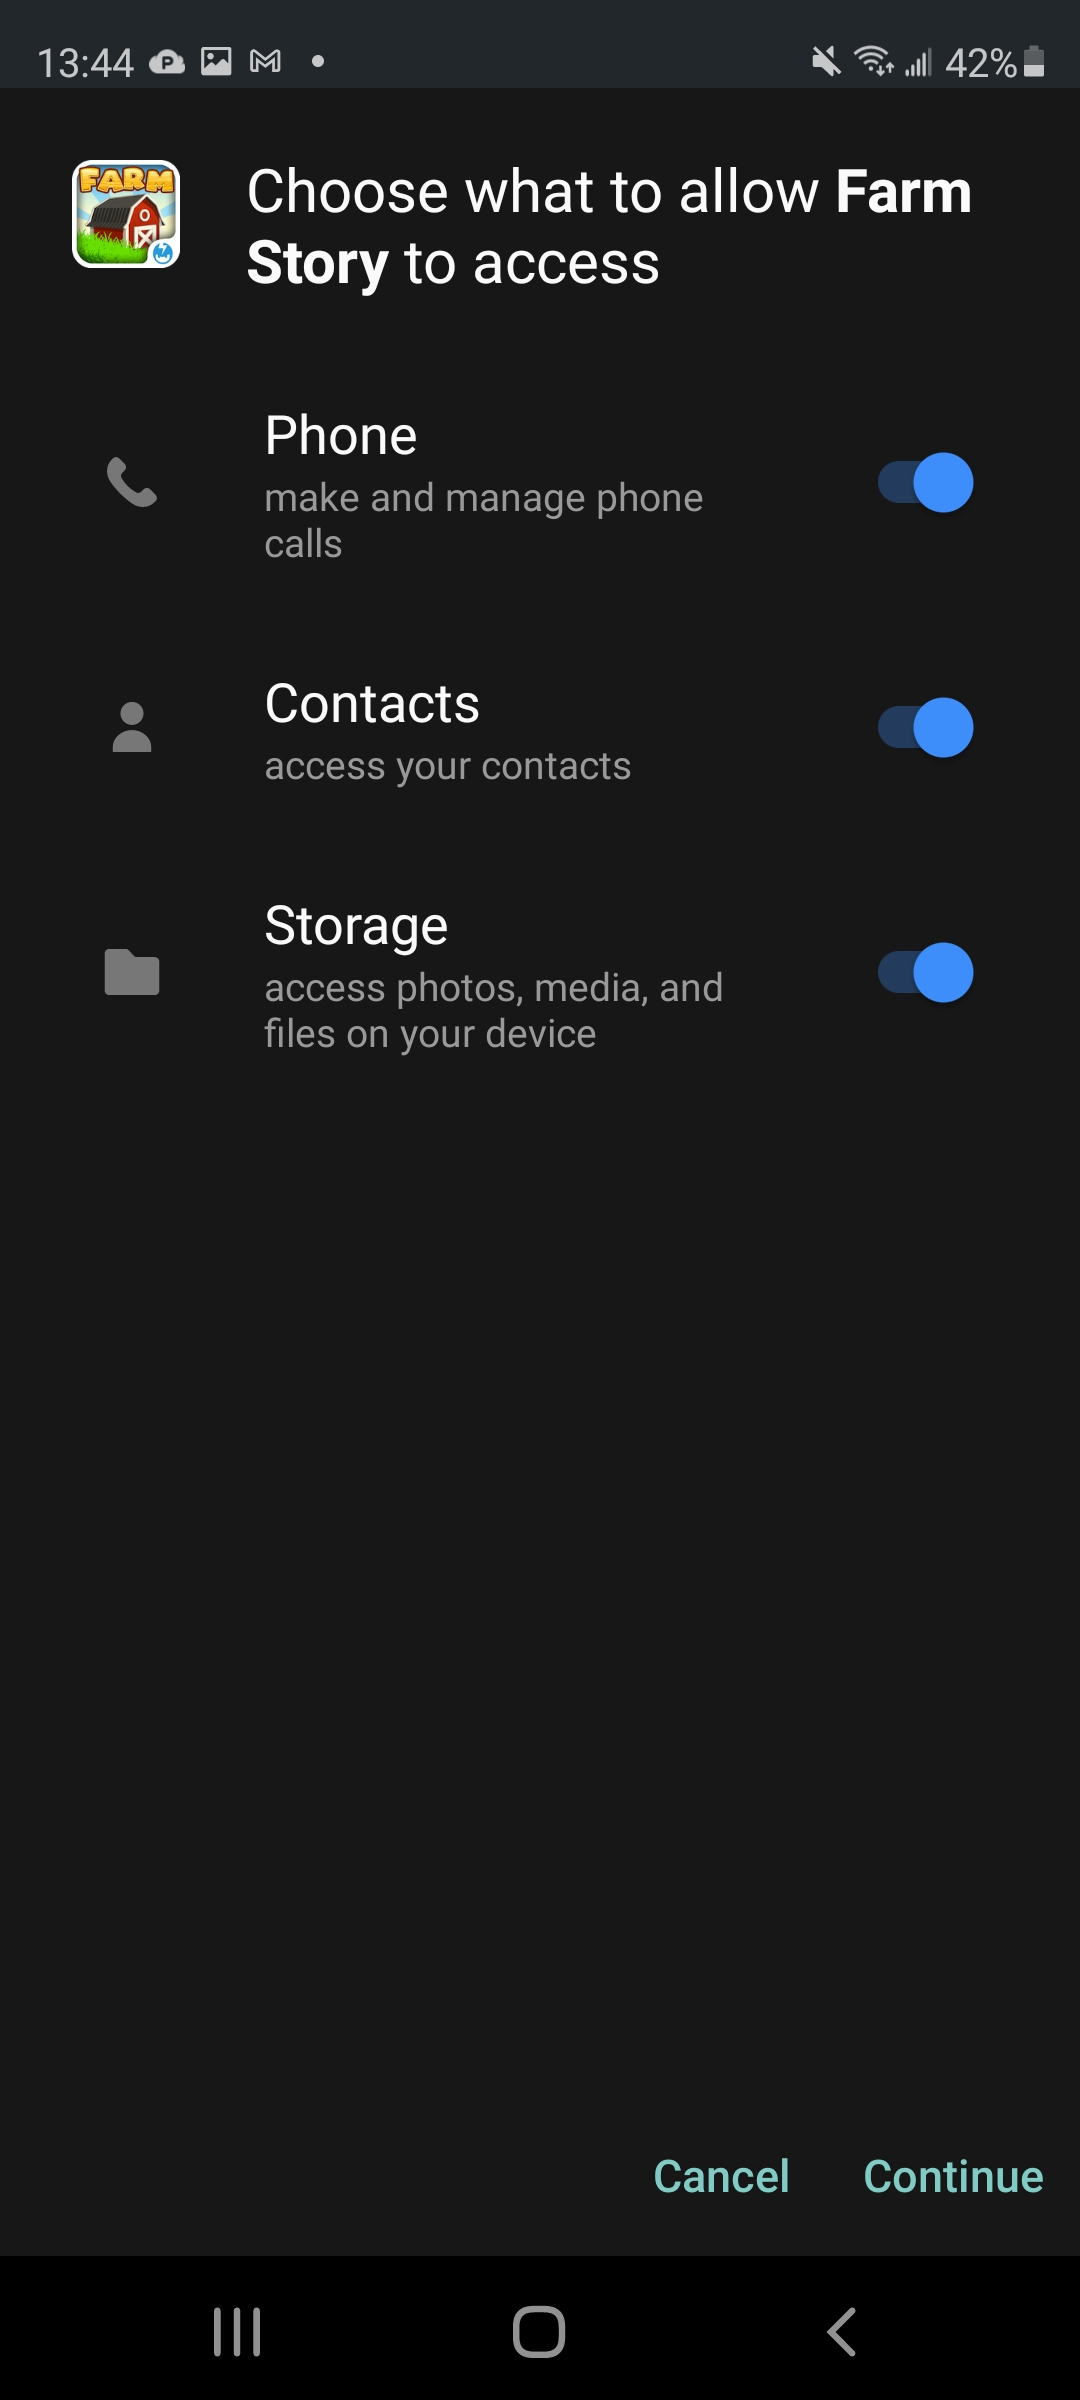 13:44
42%
FARM
Choose what to allow Farm
Story to access
Phone
make and manage phone
calls
Contacts
access your contacts
Storage
access photos, media, and
files on your device
Cancel
Continue